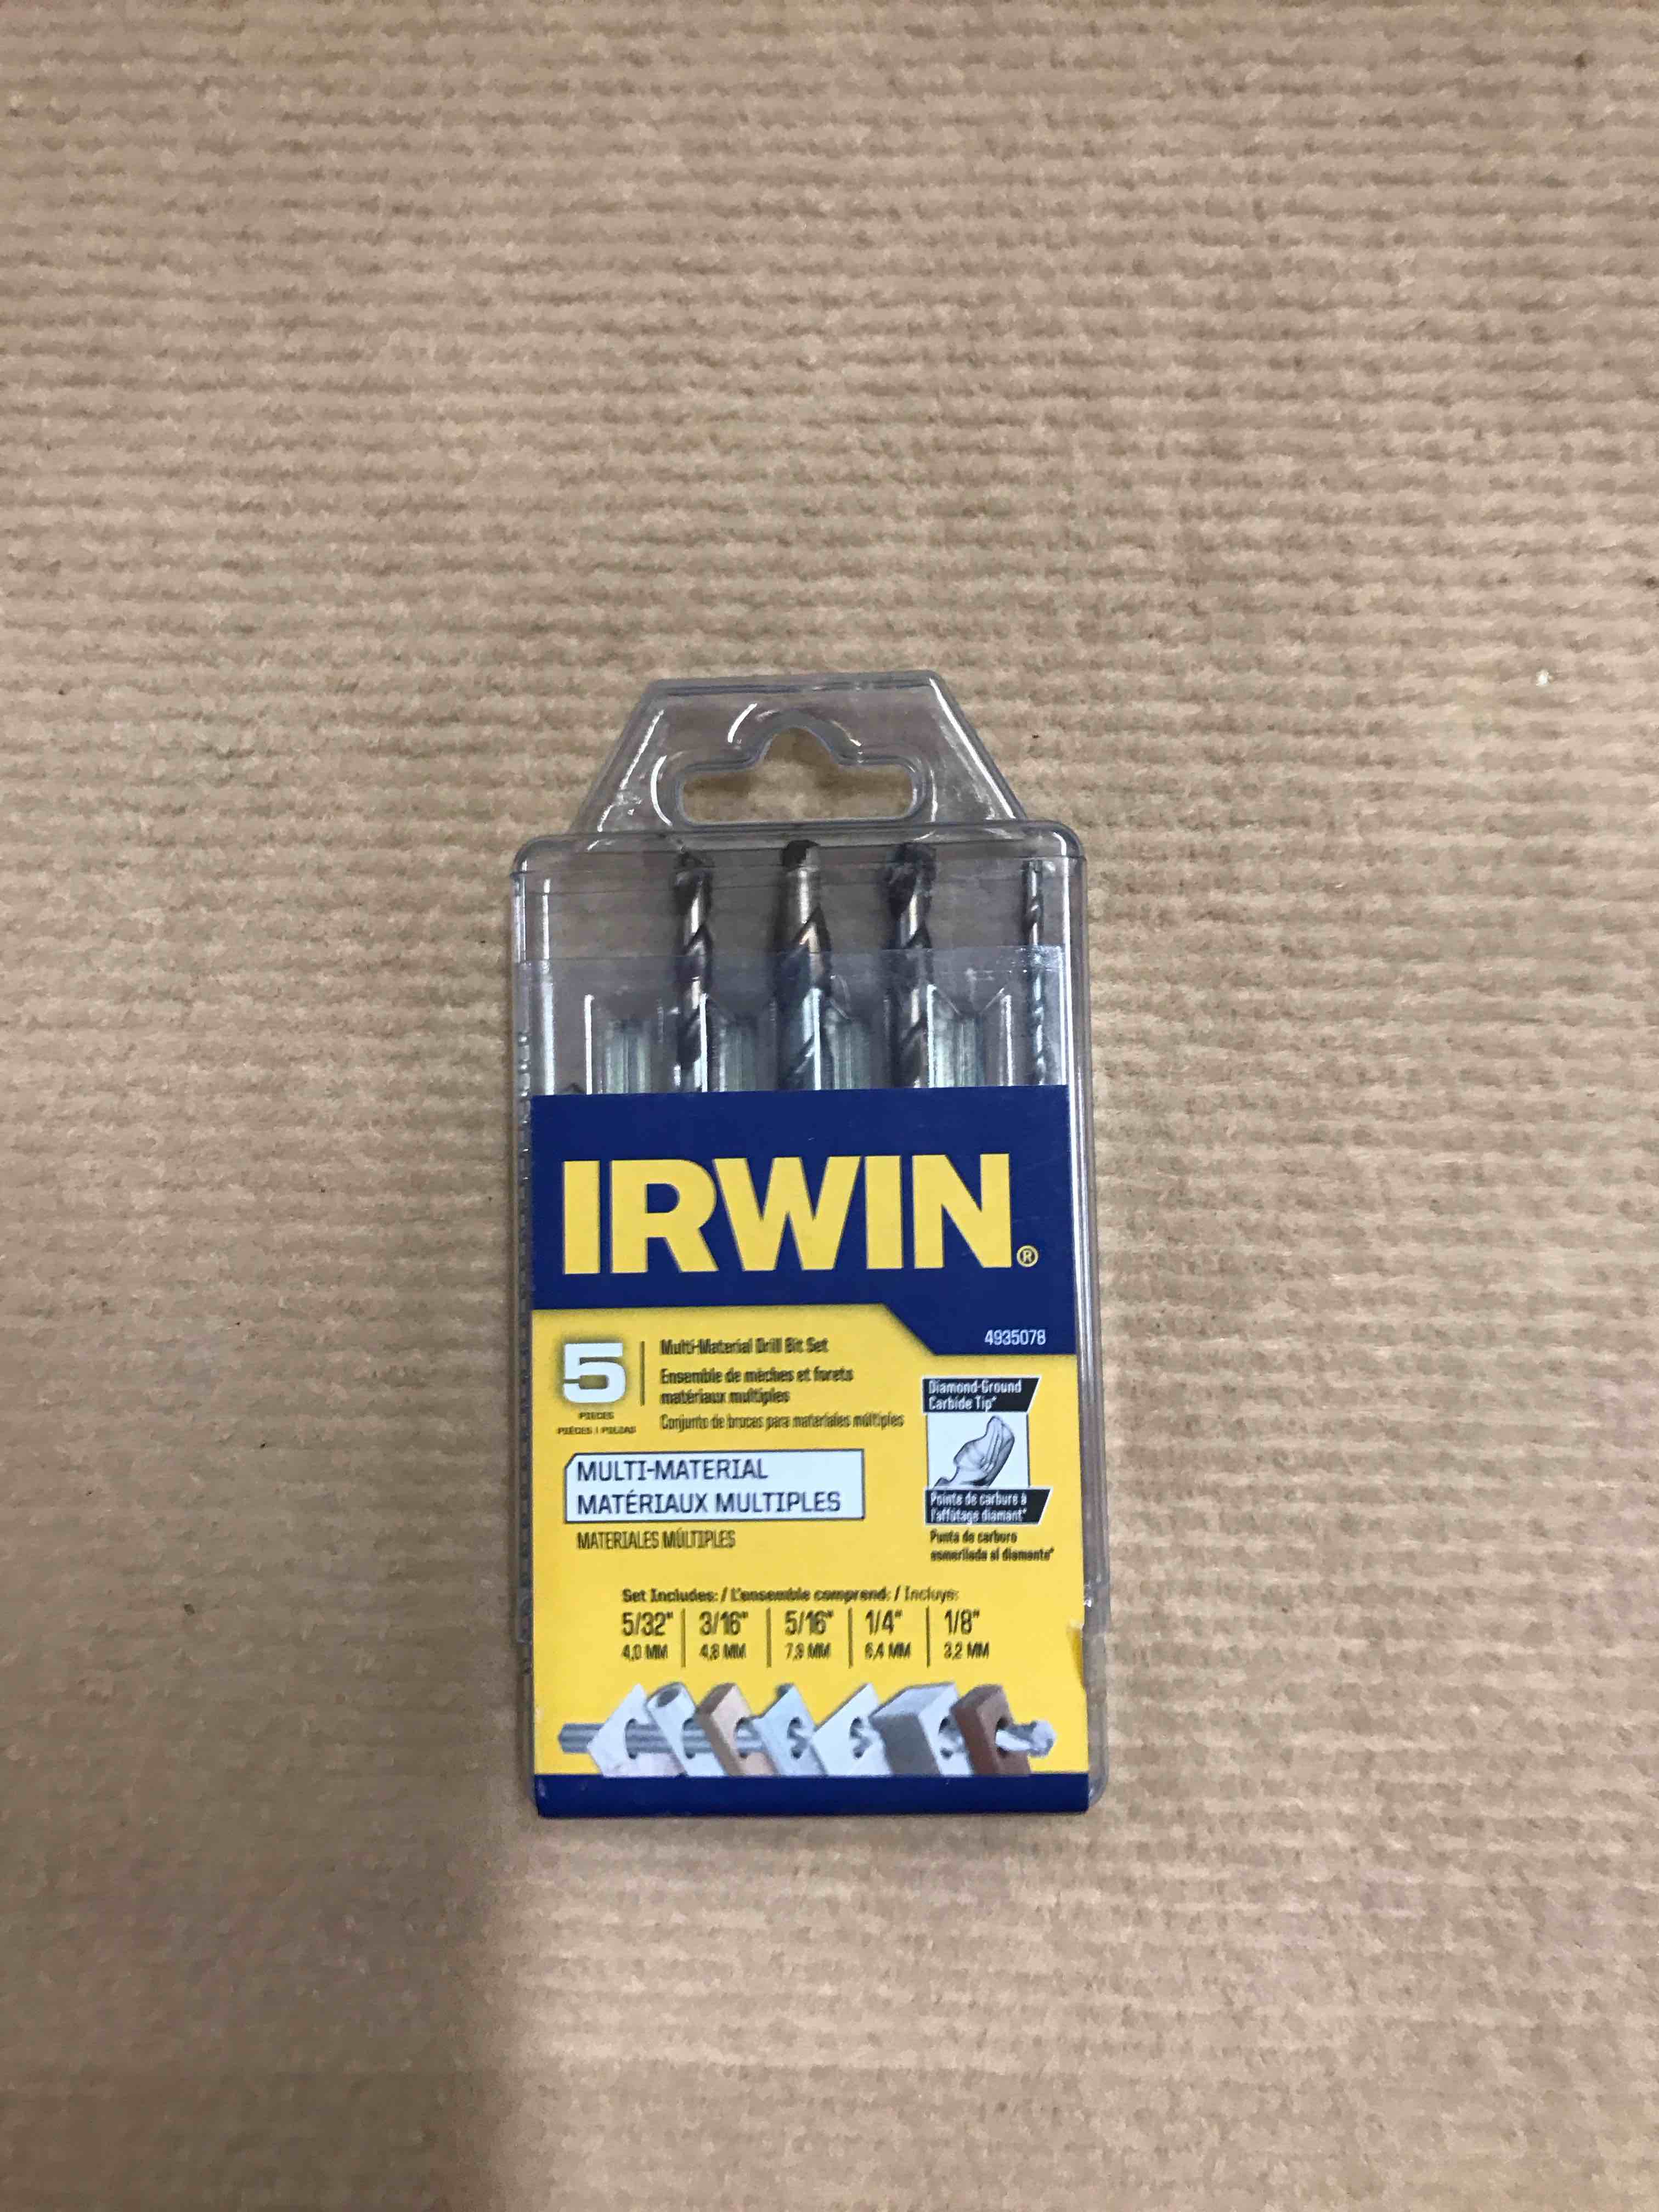 IRWIN®
4935078
5
PIECES
PIÈCES | PIEZAS
Multi-Material Drill Bit Set
Ensemble de mèches et forets
matériaux multiples
Conjunto de brocas para materiales múltiples
Diamond-Ground
Carbide Tip*
Pointe de carbure à
l'affûtage diamant*
Punta de carburo
esmerilada al diamante*
MULTI-MATERIAL
MATÉRIAUX MULTIPLES
MATERIALES MÚLTIPLES
Set Includes: / L'ensemble comprend: / Incluye:
5/32" 3/16" 5/16" 1/4" 1/8"
4,0 MM 4,8 MM 7,9 MM 6,4 MM 3,2 MM